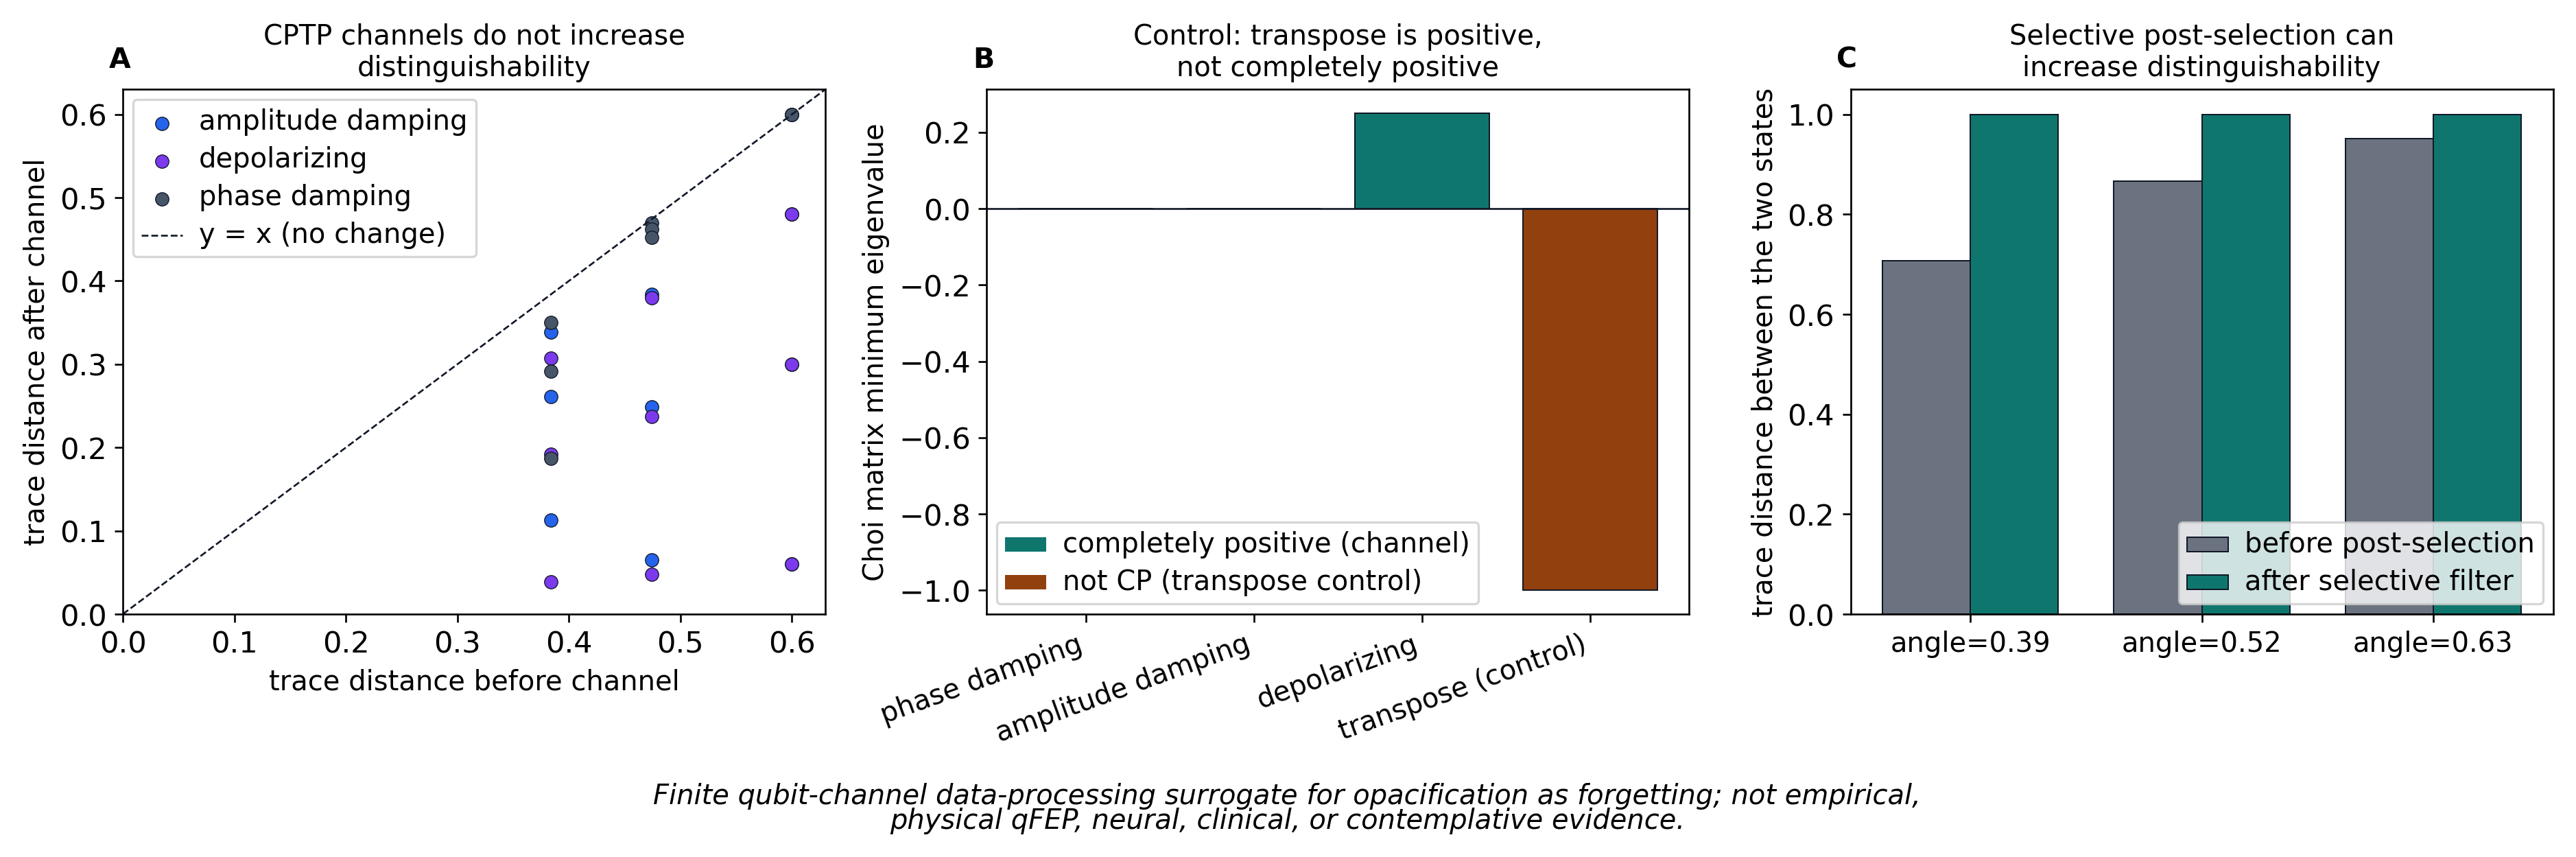 A
CPTP channels do not increase
distinguishability
trace distance after channel
0.6
0.5
0.4
0.3
0.2
0.1
0.0
amplitude damping
depolarizing
phase damping
y = x (no change)
0.0 0.1 0.2 0.3 0.4 0.5 0.6
trace distance before channel
B
Control: transpose is positive,
not completely positive
Choi matrix minimum eigenvalue
0.2
0.0
−0.2
−0.4
−0.6
−0.8
−1.0
completely positive (channel)
not CP (transpose control)
phase damping
amplitude damping
depolarizing
transpose (control)
C
Selective post-selection can
increase distinguishability
trace distance between the two states
1.0
0.8
0.6
0.4
0.2
0.0
before post-selection
after selective filter
angle=0.39 angle=0.52 angle=0.63
Finite qubit-channel data-processing surrogate for opacification as forgetting; not empirical,
physical qFEP, neural, clinical, or contemplative evidence.